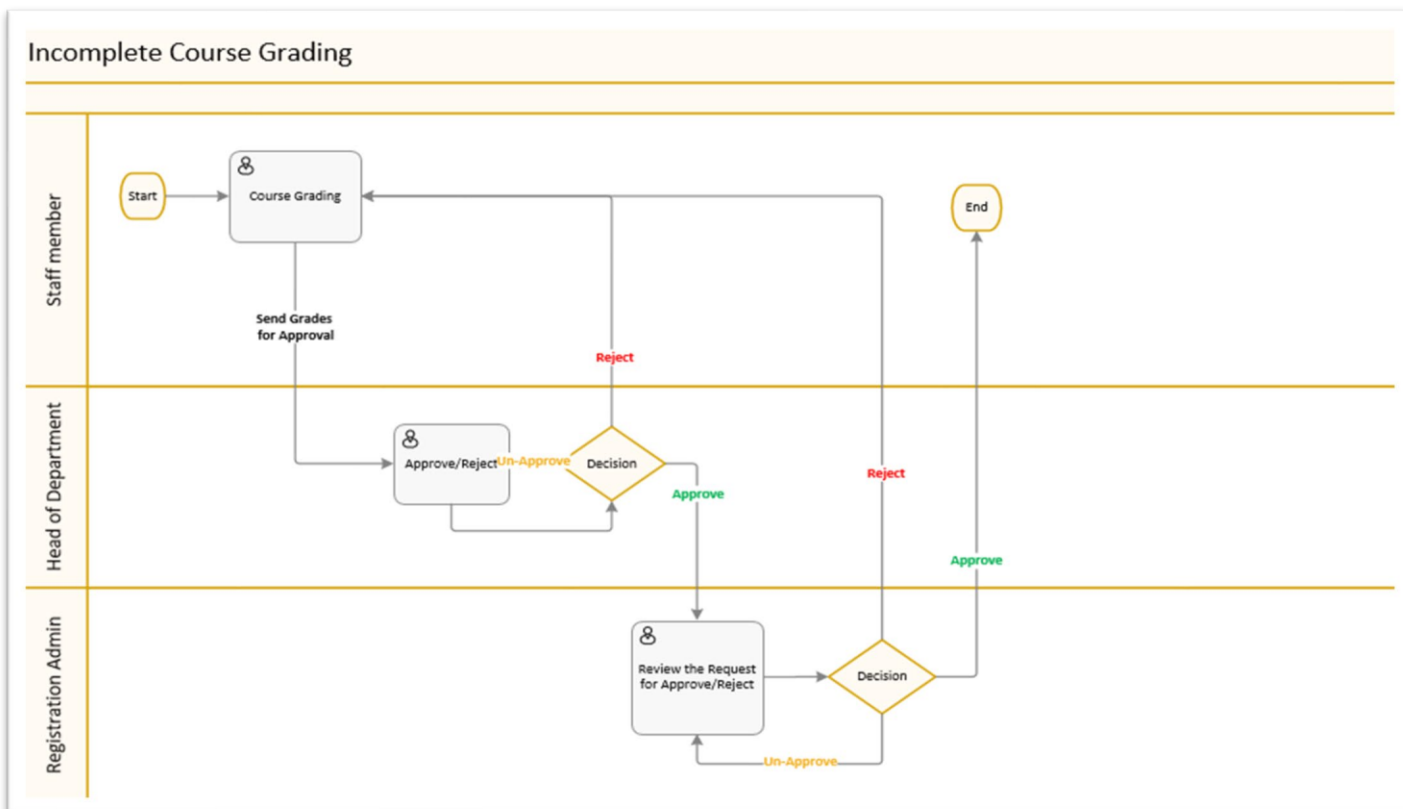 Incomplete Course Grading
Staff member
Start
Course Grading
End
Send Grades
for Approval
Reject
Head of Department
Approve/Reject
Un-Approve
Decision
Approve
Reject
Approve
Registration Admin
Review the Request
for Approve/Reject
Decision
Un-Approve